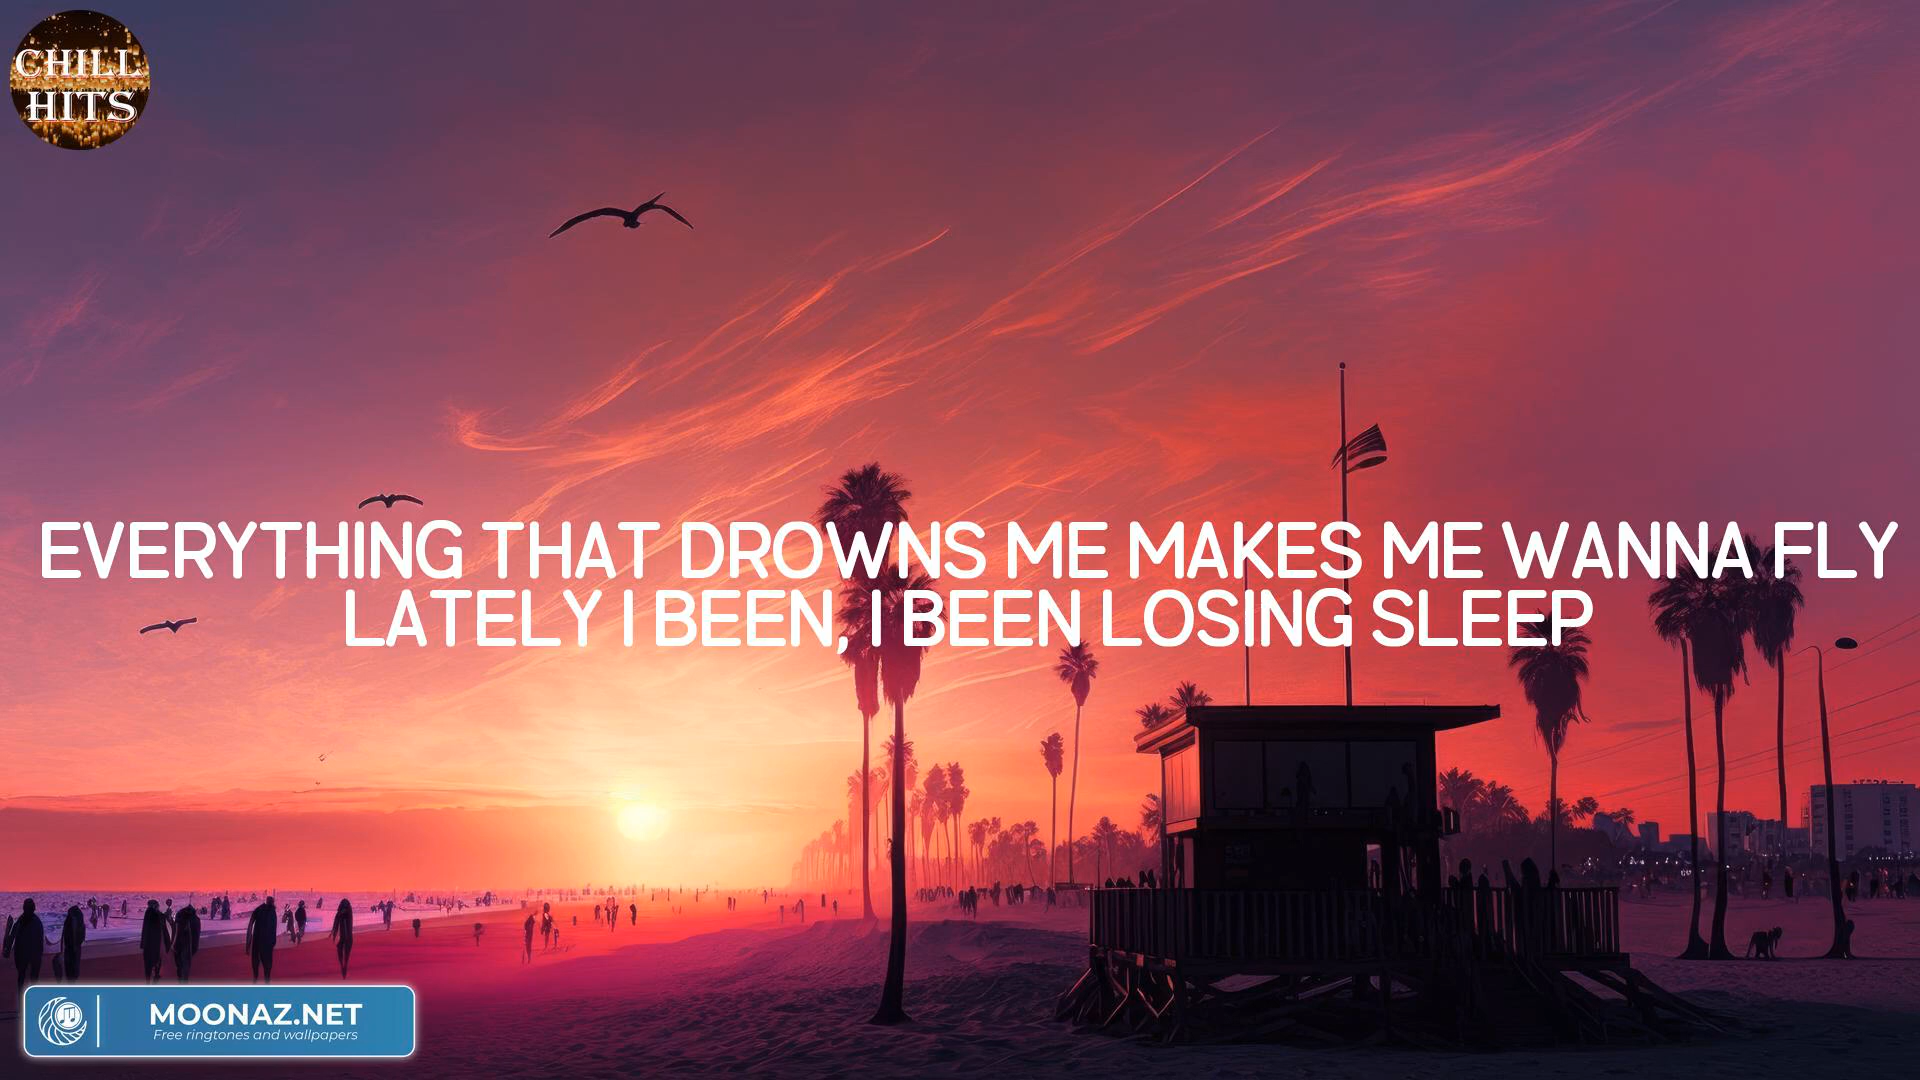 CHILL
HITS
EVERYTHING THAT DROWNS ME MAKES ME WANNA FLY
LATELY I BEEN, I BEEN LOSING SLEEP
MOONAZ.NET
Free ringtones and wallpapers